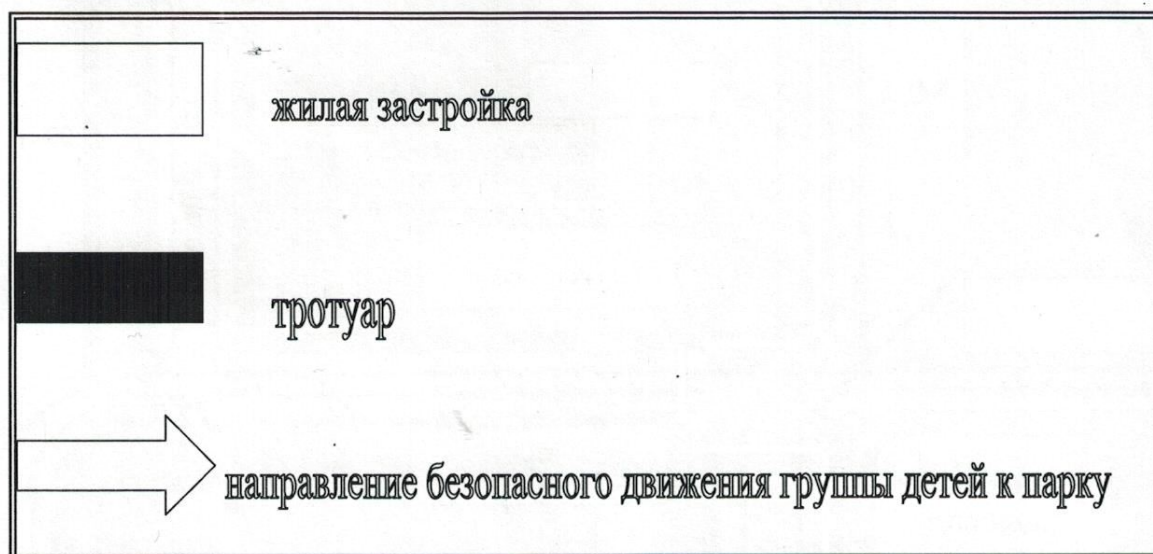 жилая застройка
тротуар
направление безопасного движения группы детей к парку